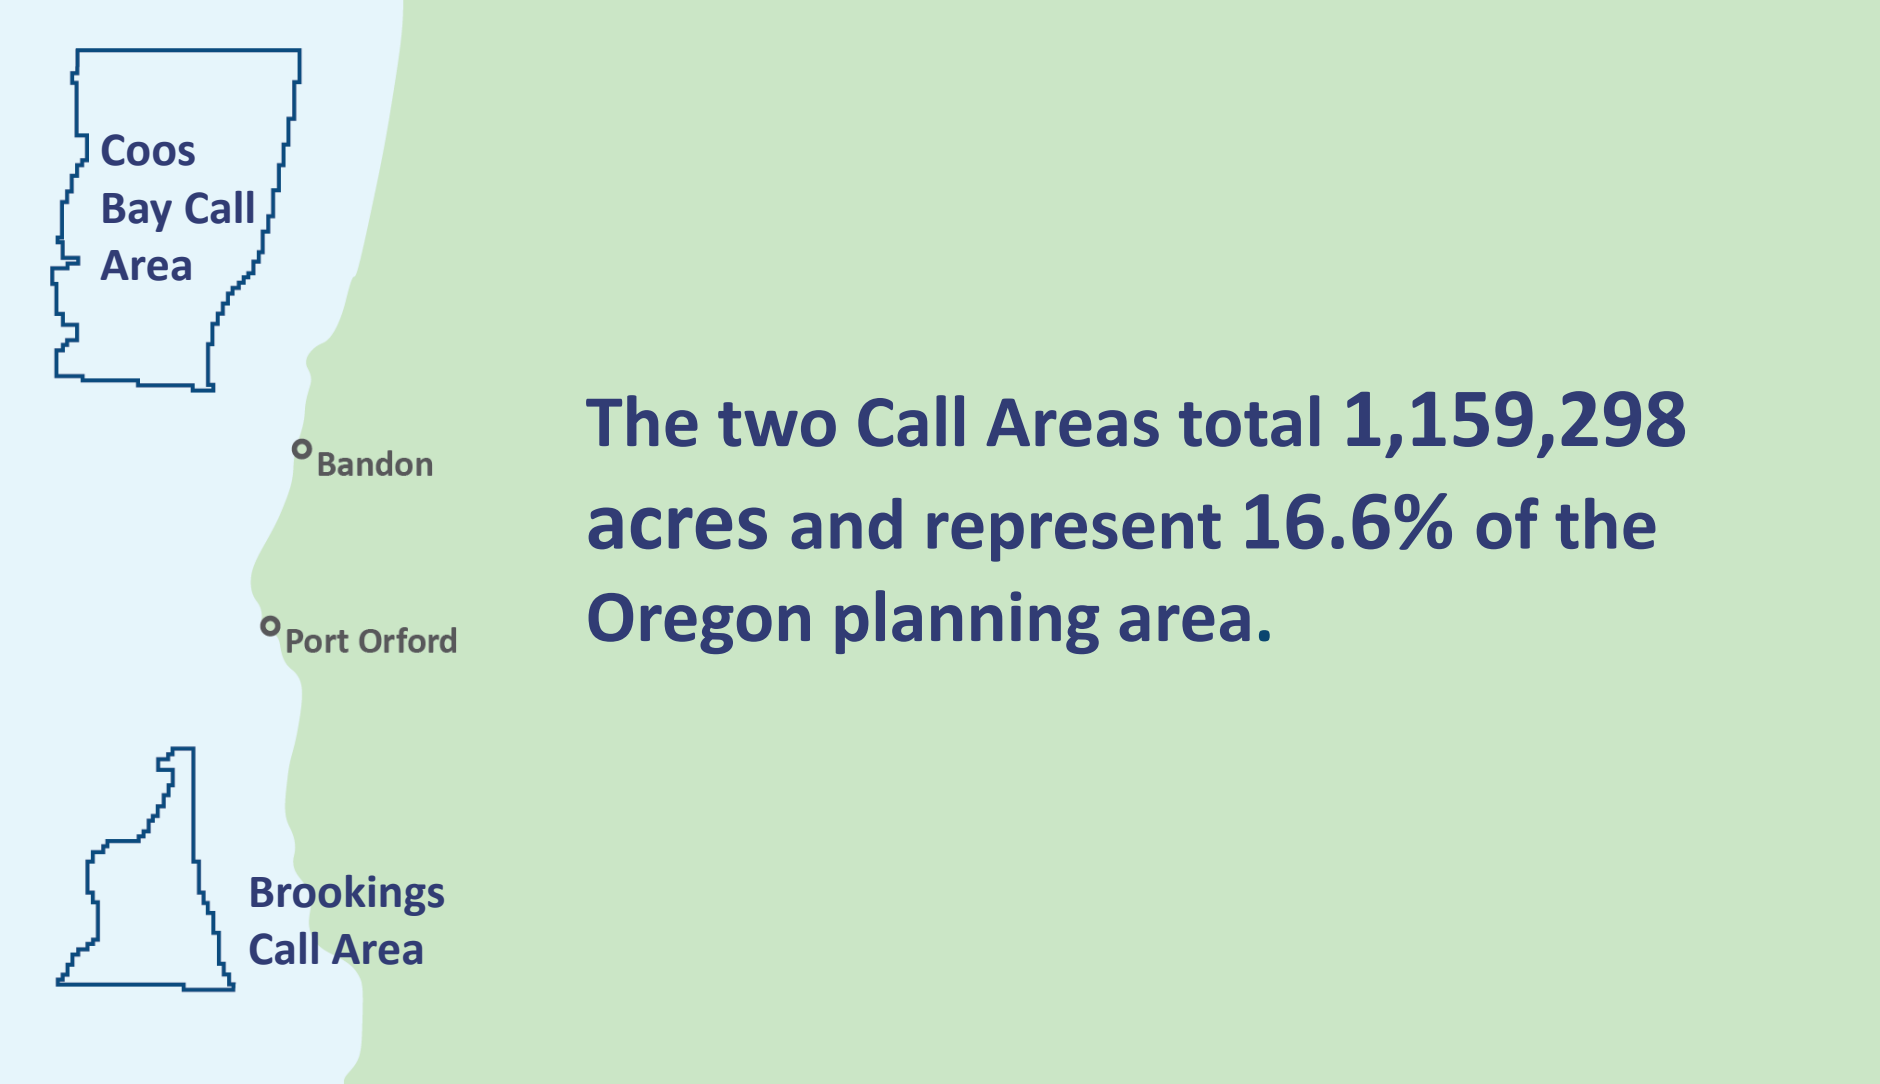 Coos
Bay Call
Area
Bandon
Port Orford
Brookings
Call Area
The two Call Areas total 1,159,298
acres and represent 16.6% of the
Oregon planning area.